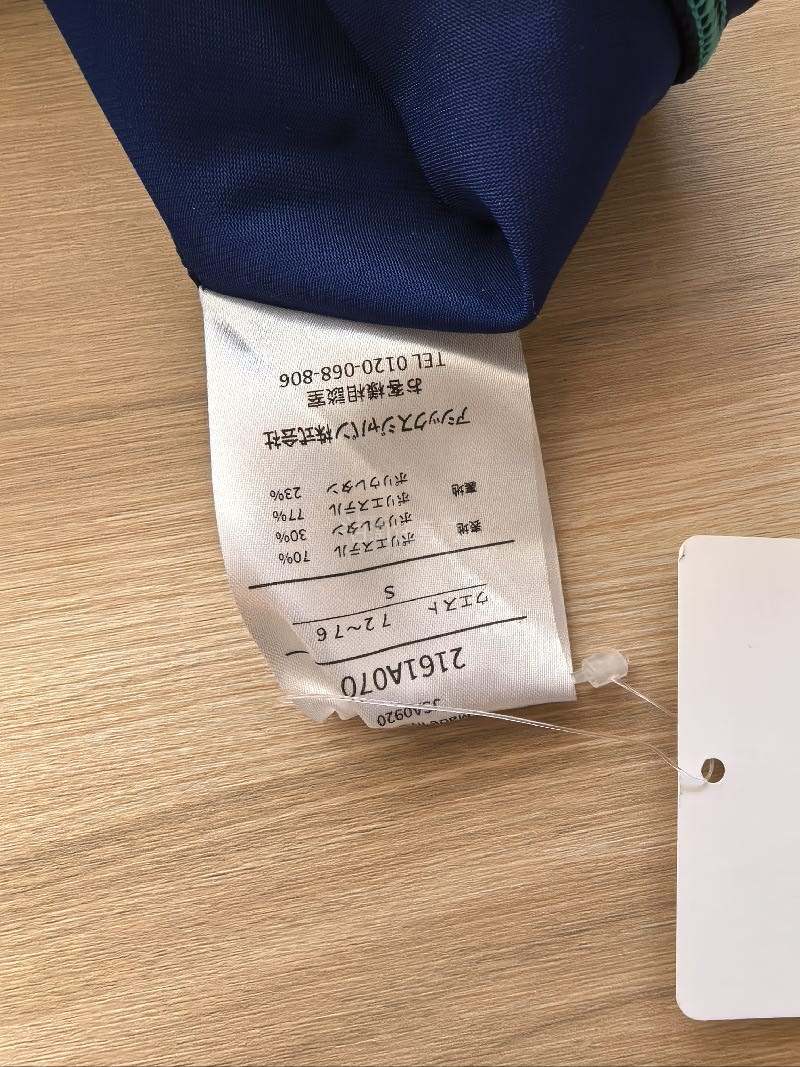 Made in
2161A070
ウエスト 72～76
S
表地 ポリエステル 70%
ポリウレタン 30%
裏地 ポリエステル 77%
ポリウレタン 23%
アシックスジャパン株式会社
お客様相談室
TEL 0120-068-806